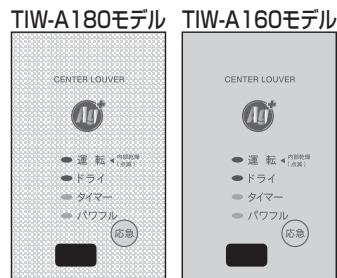 TIW-A180モデル TIW-A160モデル
CENTER LOUVER
Ag+
運 転 ◀ 内部乾燥
(点滅)
ドライ
タイマー
パワフル
応急
CENTER LOUVER
Ag+
運 転 ◀ 内部乾燥
(点滅)
ドライ
タイマー
パワフル
応急